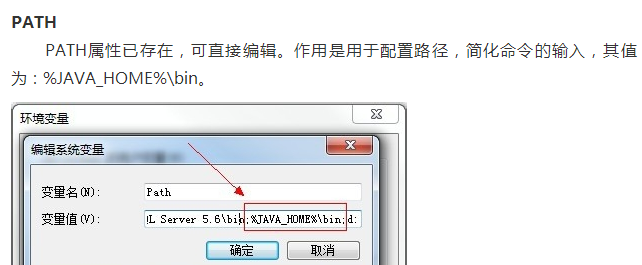 PATH
PATH属性已存在，可直接编辑。作用是用于配置路径，简化命令的输入，其值
为：%JAVA_HOME%\bin。
环境变量
编辑系统变量
变量名(N):
Path
变量值(V):
L Server 5.6\bin;%JAVA_HOME%\bin;d:
确定
取消